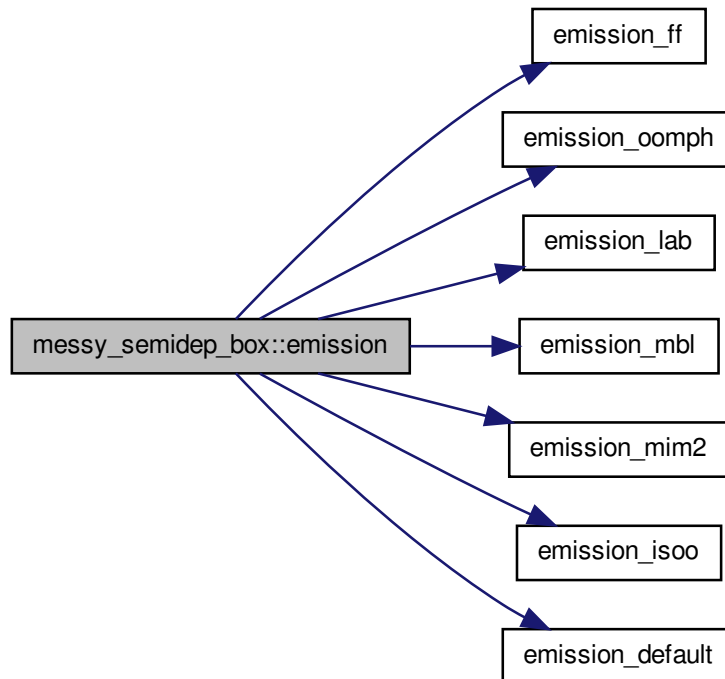 emission_ff
emission_oomph
emission_lab
messy_semidep_box::emission
emission_mbl
emission_mim2
emission_isoo
emission_default